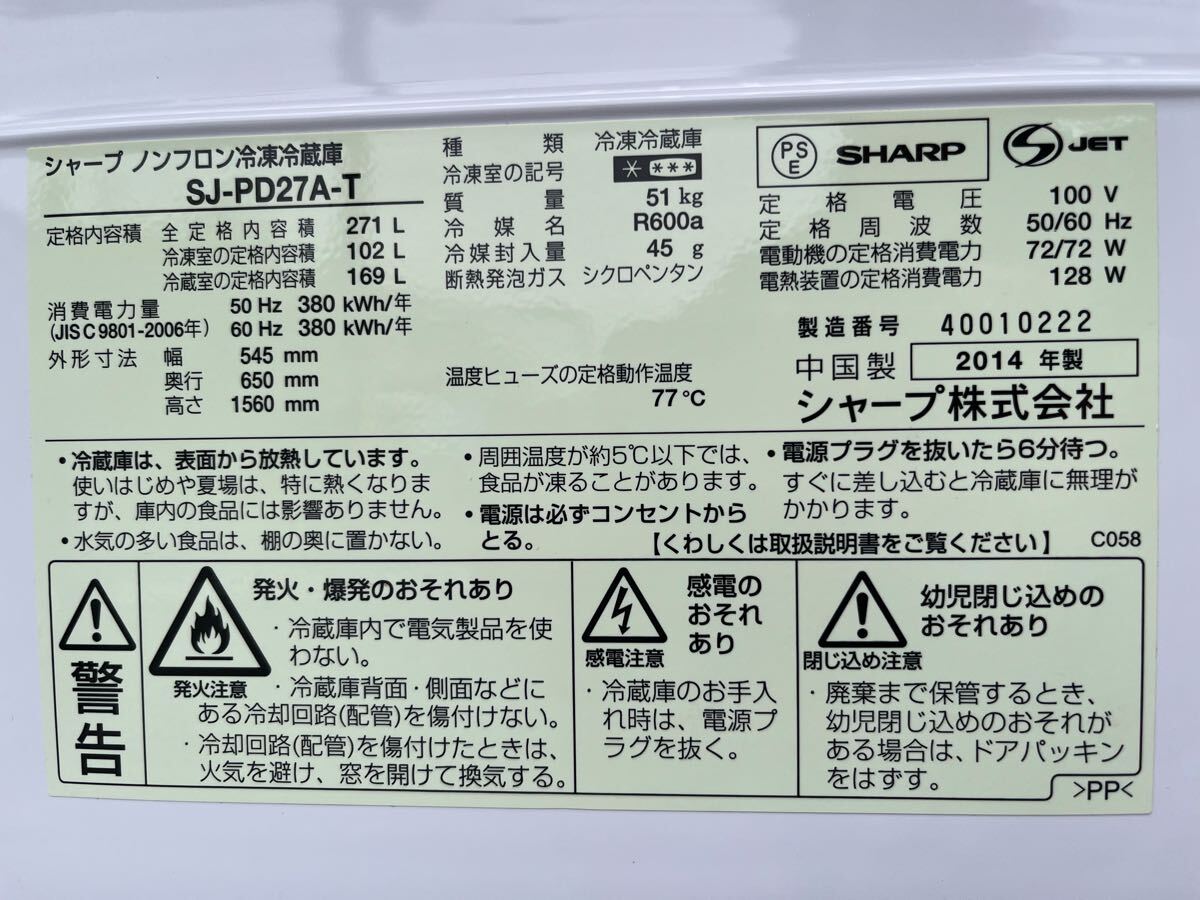 シャープ ノンフロン冷凍冷蔵庫
SJ-PD27A-T
定格内容積 全定格内容積 271 L
冷凍室の定格内容積 102 L
冷蔵室の定格内容積 169 L
消費電力量 50 Hz 380 kWh/年
(JIS C 9801-2006年) 60 Hz 380 kWh/年
外形寸法 幅 545 mm
奥行 650 mm
高さ 1560 mm
種類 冷凍冷蔵庫
冷凍室の記号 * ***
質量 51 kg
冷媒名 R600a
冷媒封入量 45 g
断熱発泡ガス シクロペンタン
温度ヒューズの定格動作温度
77℃
PSE SHARP JET
定格電圧 100 V
定格周波数 50/60 Hz
電動機の定格消費電力 72/72 W
電熱装置の定格消費電力 128 W
製造番号 40010222
中国製 2014 年製
シャープ株式会社
・冷蔵庫は、表面から放熱しています。
使いはじめや夏場は、特に熱くなりま
すが、庫内の食品には影響ありません。
・水気の多い食品は、棚の奥に置かない。
・周囲温度が約5℃以下では、
食品が凍ることがあります。
・電源は必ずコンセントから
とる。
・電源プラグを抜いたら6分待つ。
すぐに差し込むと冷蔵庫に無理が
かかります。
【くわしくは取扱説明書をご覧ください】 C058
警告
発火・爆発のおそれあり
発火注意
・冷蔵庫内で電気製品を使
わない。
・冷蔵庫背面・側面などに
ある冷却回路(配管)を傷付けない。
・冷却回路(配管)を傷付けたときは、
火気を避け、窓を開けて換気する。
感電の
おそれ
あり
感電注意
・冷蔵庫のお手入
れ時は、電源プ
ラグを抜く。
幼児閉じ込めの
おそれあり
閉じ込め注意
・廃棄まで保管するとき、
幼児閉じ込めのおそれが
ある場合は、ドアパッキン
をはずす。
>PP<